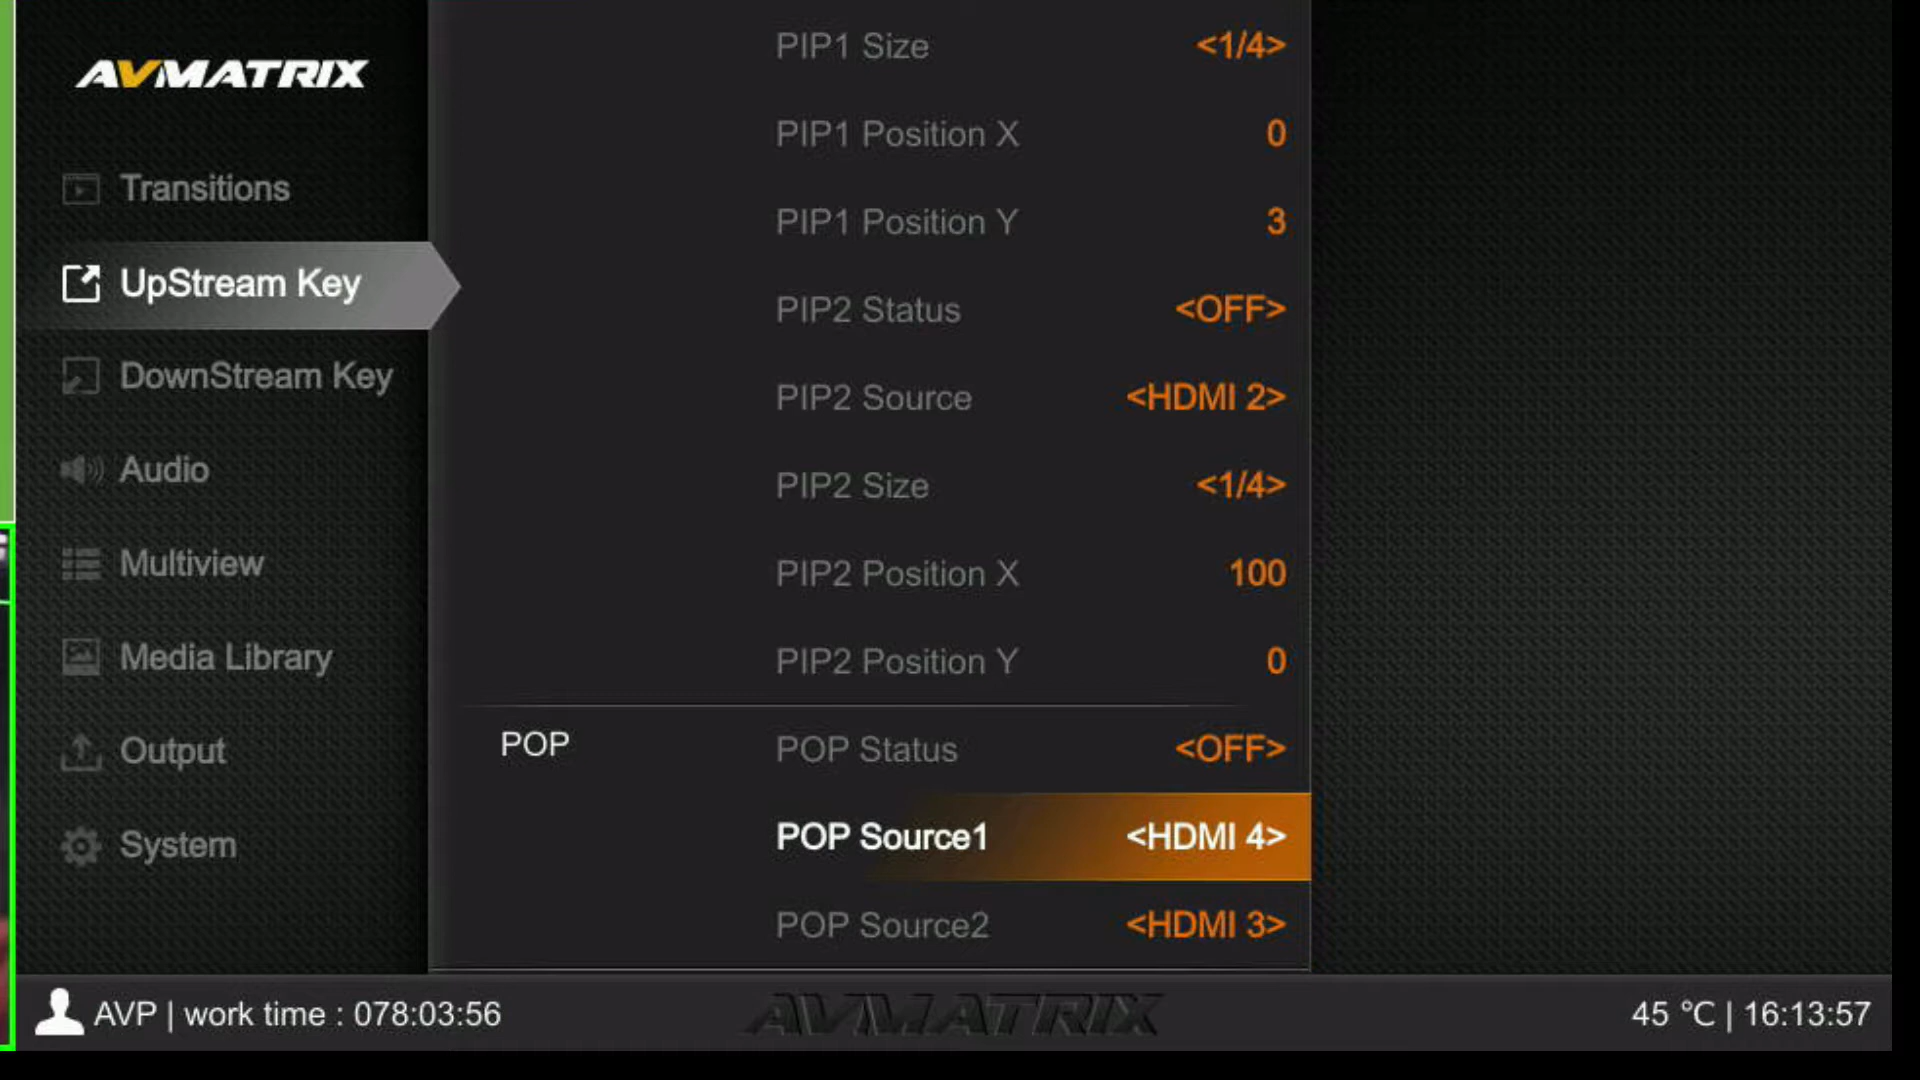 AVMATRIX
Transitions
UpStream Key
DownStream Key
Audio
Multiview
Media Library
Output
System
PIP1 Size <1/4>
PIP1 Position X 0
PIP1 Position Y 3
PIP2 Status <OFF>
PIP2 Source <HDMI 2>
PIP2 Size <1/4>
PIP2 Position X 100
PIP2 Position Y 0
POP POP Status <OFF>
POP Source1 <HDMI 4>
POP Source2 <HDMI 3>
AVP | work time : 078:03:56
AVMATRIX
45 °C | 16:13:57